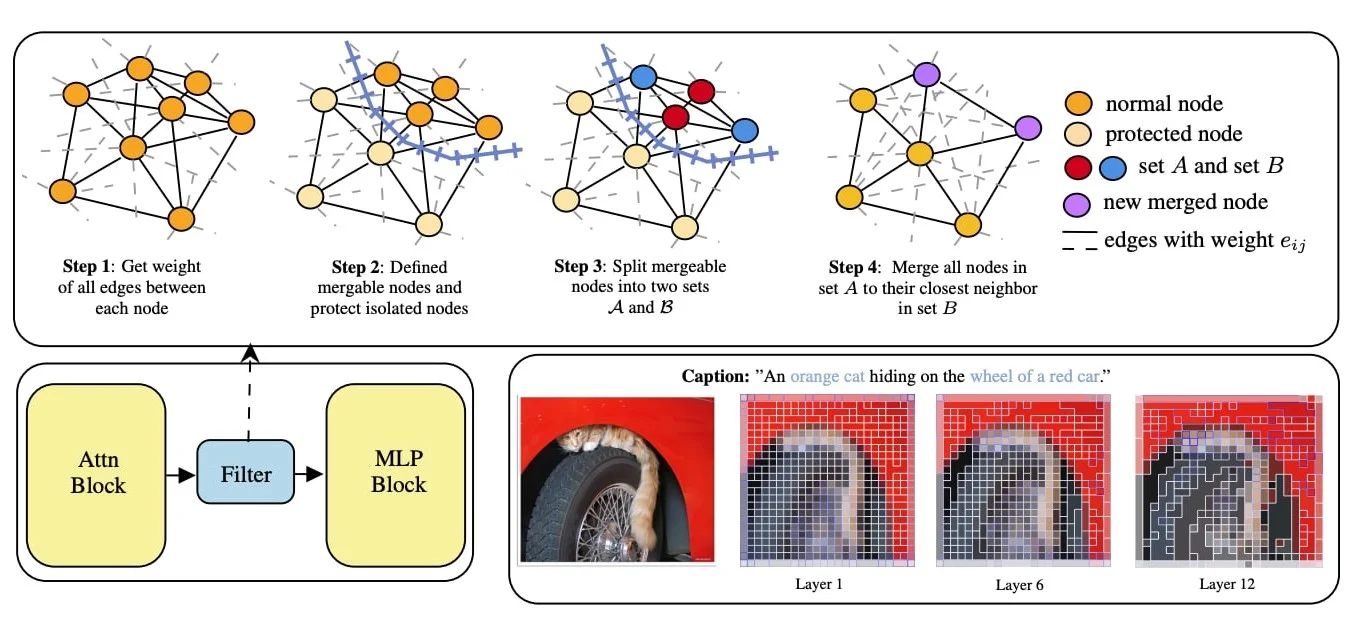 normal node
protected node
set A and set B
new merged node
edges with weight e_ij
Step 1: Get weight
of all edges between
each node
Step 2: Defined
mergable nodes and
protect isolated nodes
Step 3: Split mergeable
nodes into two sets
𝒜 and ℬ
Step 4: Merge all nodes in
set A to their closest neighbor
in set B
Attn
Block
Filter
MLP
Block
Caption: ”An orange cat hiding on the wheel of a red car.”
Layer 1
Layer 6
Layer 12